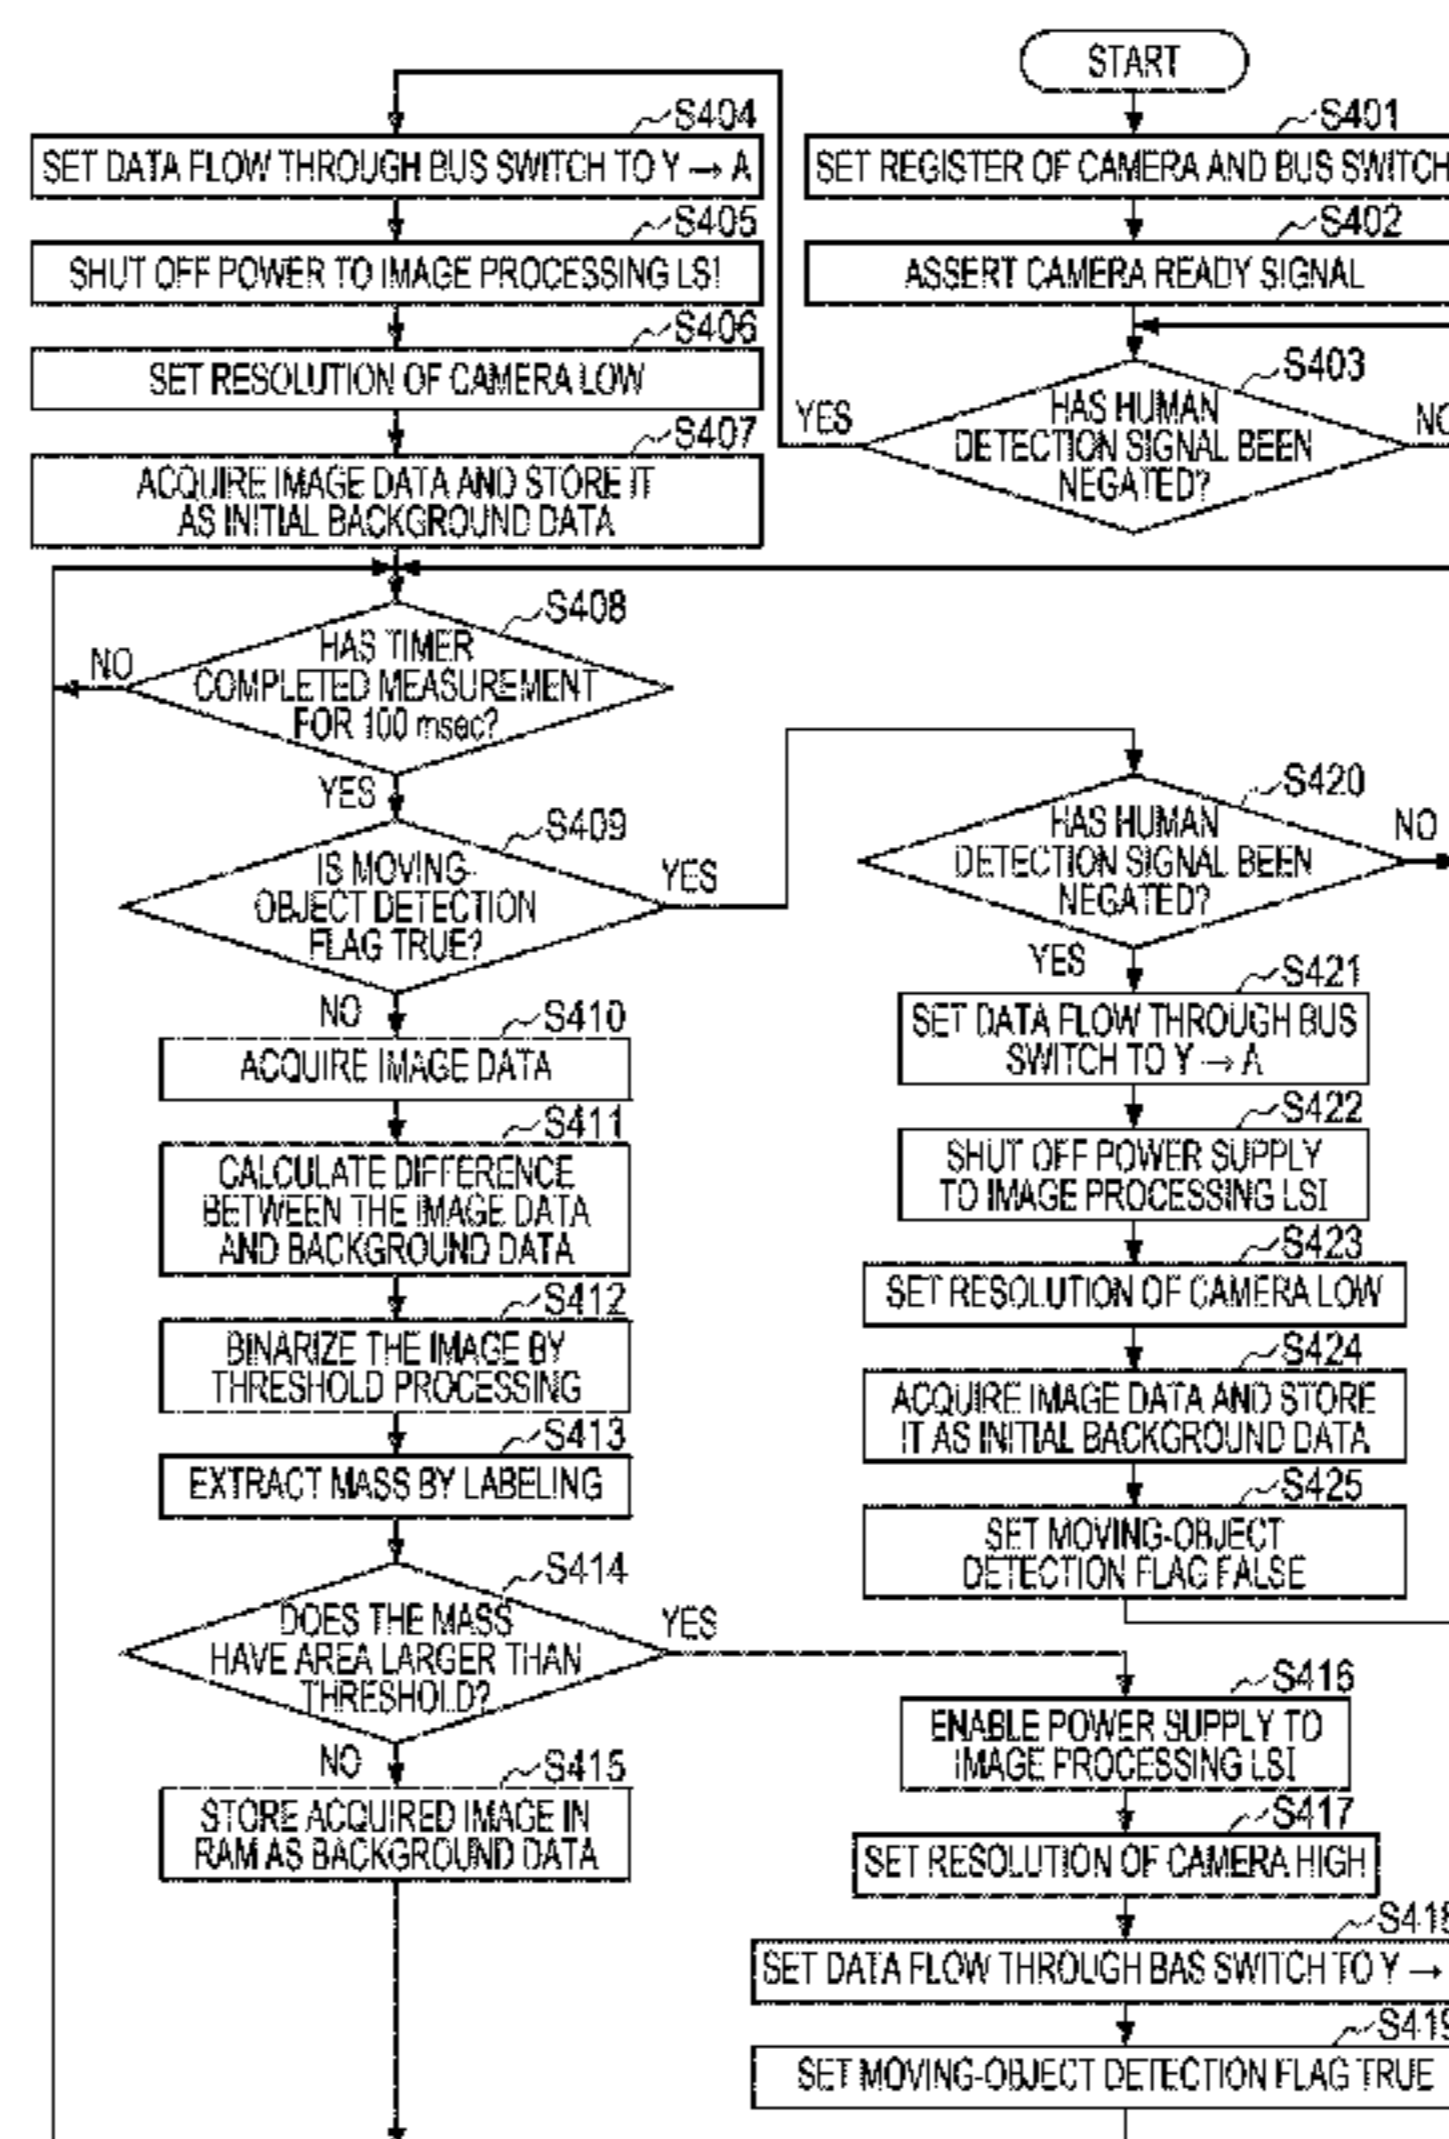 START
S401
SET REGISTER OF CAMERA AND BUS SWITCH
S402
ASSERT CAMERA READY SIGNAL
S403
HAS HUMAN
DETECTION SIGNAL BEEN
NEGATED?
YES
NO
S404
SET DATA FLOW THROUGH BUS SWITCH TO Y → A
S405
SHUT OFF POWER TO IMAGE PROCESSING LSI
S406
SET RESOLUTION OF CAMERA LOW
S407
ACQUIRE IMAGE DATA AND STORE IT
AS INITIAL BACKGROUND DATA
S408
HAS TIMER
COMPLETED MEASUREMENT
FOR 100 msec?
NO
YES
S409
IS MOVING-
OBJECT DETECTION
FLAG TRUE?
YES
NO
S410
ACQUIRE IMAGE DATA
S411
CALCULATE DIFFERENCE
BETWEEN THE IMAGE DATA
AND BACKGROUND DATA
S412
BINARIZE THE IMAGE BY
THRESHOLD PROCESSING
S413
EXTRACT MASS BY LABELING
S414
DOES THE MASS
HAVE AREA LARGER THAN
THRESHOLD?
YES
NO
S415
STORE ACQUIRED IMAGE IN
RAM AS BACKGROUND DATA
S420
HAS HUMAN
DETECTION SIGNAL BEEN
NEGATED?
NO
YES
S421
SET DATA FLOW THROUGH BUS
SWITCH TO Y → A
S422
SHUT OFF POWER SUPPLY
TO IMAGE PROCESSING LSI
S423
SET RESOLUTION OF CAMERA LOW
S424
ACQUIRE IMAGE DATA AND STORE
IT AS INITIAL BACKGROUND DATA
S425
SET MOVING-OBJECT
DETECTION FLAG FALSE
S416
ENABLE POWER SUPPLY TO
IMAGE PROCESSING LSI
S417
SET RESOLUTION OF CAMERA HIGH
S418
SET DATA FLOW THROUGH BAS SWITCH TO Y →
S419
SET MOVING-OBJECT DETECTION FLAG TRUE